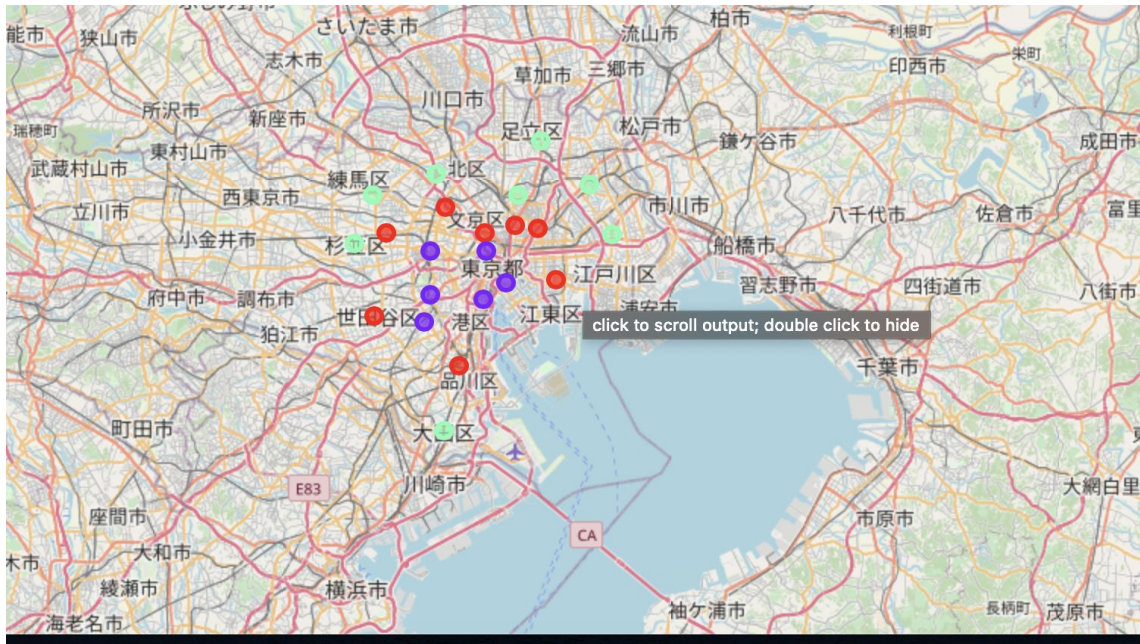 さいたま市
柏市
能市
狭山市
流山市
利根町
志木市
三郷市
栄町
草加市
印西市
川口市
所沢市
新座市
足立区
松戸市
瑞穂町
鎌ケ谷市
成田市
東村山市
武蔵村山市
北区
練馬区
西東京市
市川市
立川市
文京区
八千代市
佐倉市
富里
小金井市
杉並区
船橋市
東京都
江戸川区
習志野市
四街道市
八街市
府中市
調布市
浦安市
世田谷区
港区
江東区
click to scroll output; double click to hide
狛江市
千葉市
品川区
町田市
大田区
川崎市
E83
大網白里
座間市
市原市
CA
大和市
木市
綾瀬市
横浜市
袖ケ浦市
長柄町
茂原市
海老名市